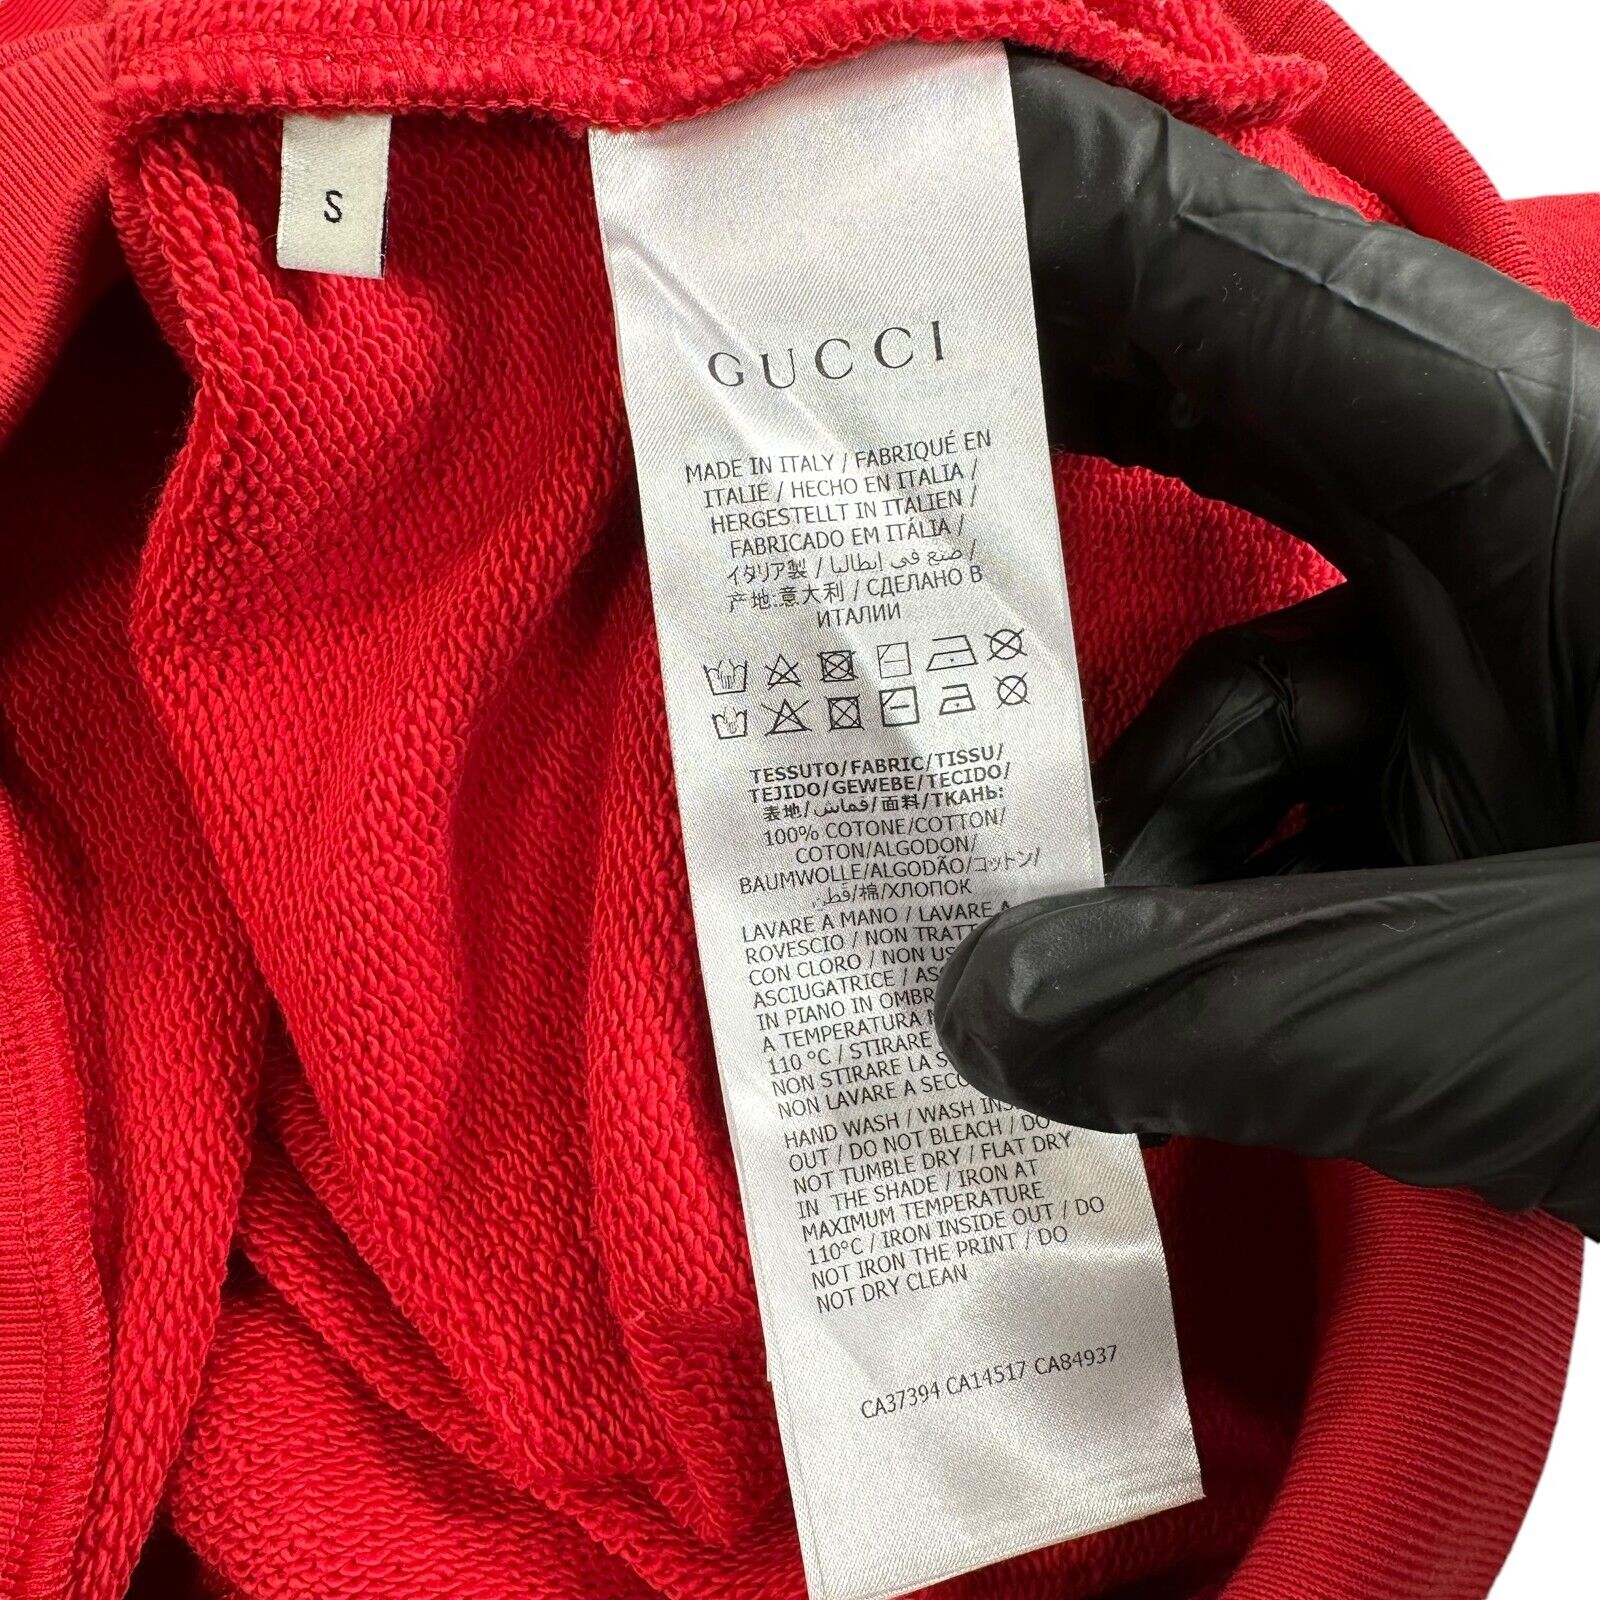 S
GUCCI
MADE IN ITALY / FABRIQUÉ EN
ITALIE / HECHO EN ITALIA /
HERGESTELLT IN ITALIEN /
FABRICADO EM ITÁLIA /
イタリア製 / صنع في إيطاليا /
产地:意大利 / СДЕЛАНО В
ИТАЛИИ
TESSUTO/FABRIC/TISSU/
TEJIDO/GEWEBE/TECIDO/
表地/قماش/面料/ТКАНЬ:
100% COTONE/COTTON/
COTON/ALGODON/
BAUMWOLLE/ALGODÃO/コットン/
قطن/棉/ХЛОПОК
LAVARE A MANO / LAVARE A
ROVESCIO / NON TRATT
CON CLORO / NON US
ASCIUGATRICE / AS
IN PIANO IN OMBR
A TEMPERATURA
110 °C / STIRARE
NON STIRARE LA S
NON LAVARE A SECO
HAND WASH / WASH INS
OUT / DO NOT BLEACH / DO
NOT TUMBLE DRY / FLAT DRY
IN THE SHADE / IRON AT
MAXIMUM TEMPERATURE
110°C / IRON INSIDE OUT / DO
NOT IRON THE PRINT / DO
NOT DRY CLEAN
CA37394 CA14517 CA84937